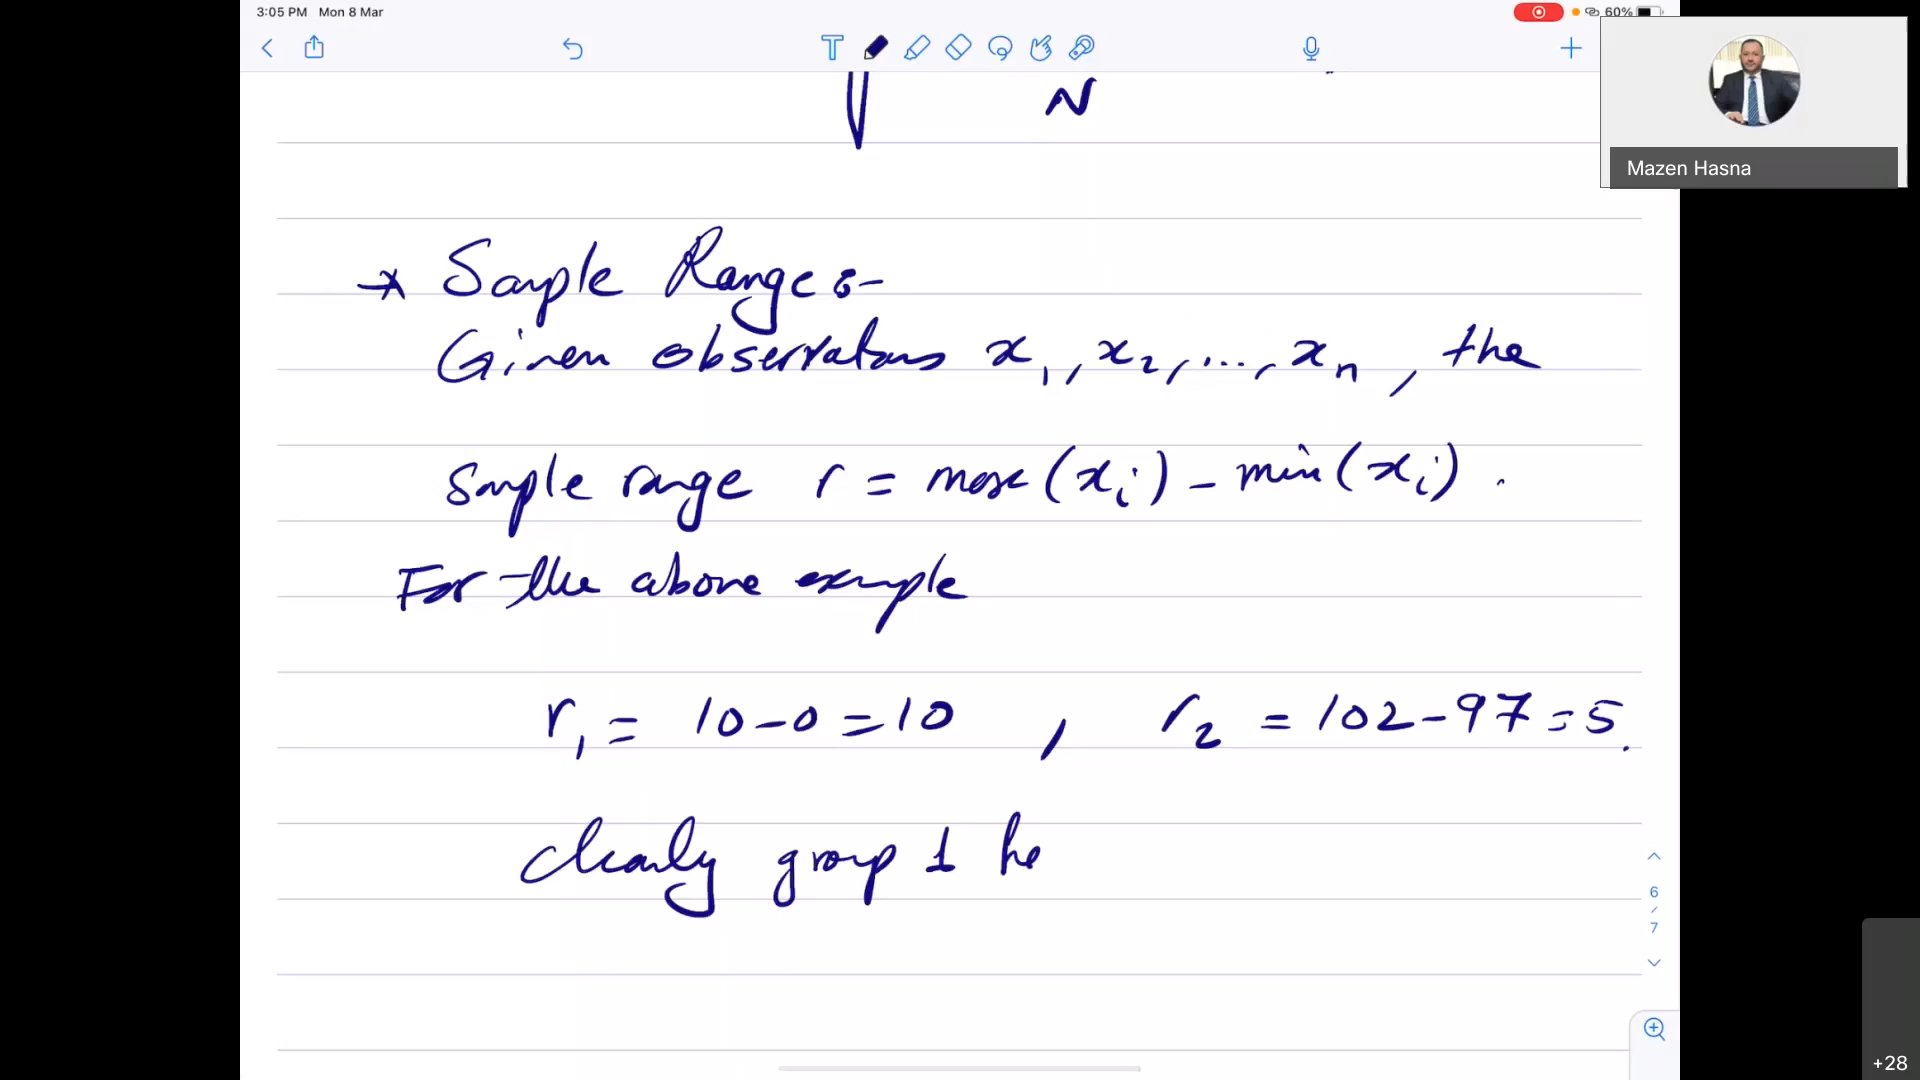 3:05 PM Mon 8 Mar
60%
Mazen Hasna
N
* Sample Range :-
Given observations x₁, x₂, ..., xₙ, the
sample range r = max(xᵢ) - min(xᵢ).
For the above example
r₁ = 10-0=10 , r₂ = 102-97=5.
clearly group 1 ha
6
/
7
+28